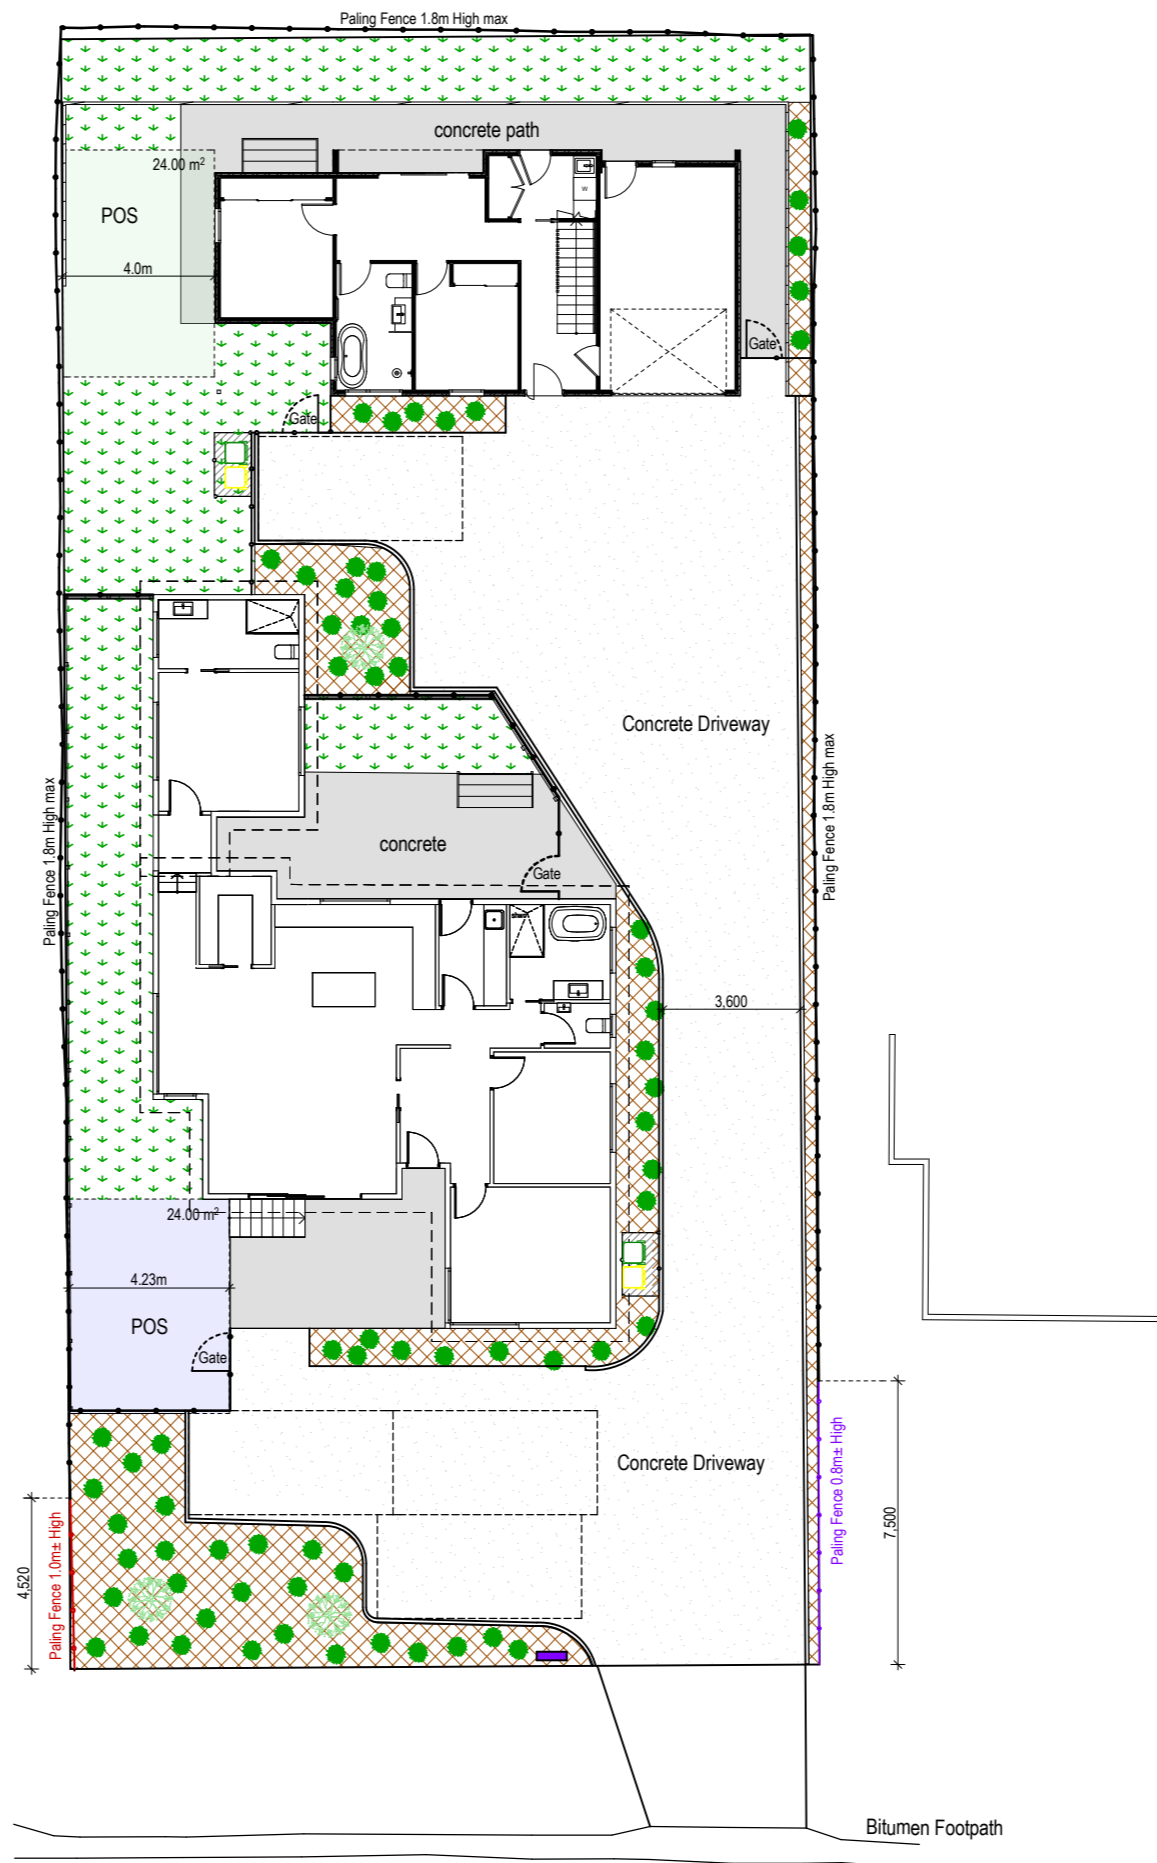 Paling Fence 1.8m High max
concrete path
24.00 m²
POS
4.0m
W
Gate
Gate
Concrete Driveway
Paling Fence 1.8m High max
Paling Fence 1.8m High max
concrete
Gate
3,600
24.00 m²
4.23m
POS
Gate
Concrete Driveway
Paling Fence 0.8m± High
7,500
Paling Fence 1.0m± High
4,520
Bitumen Footpath